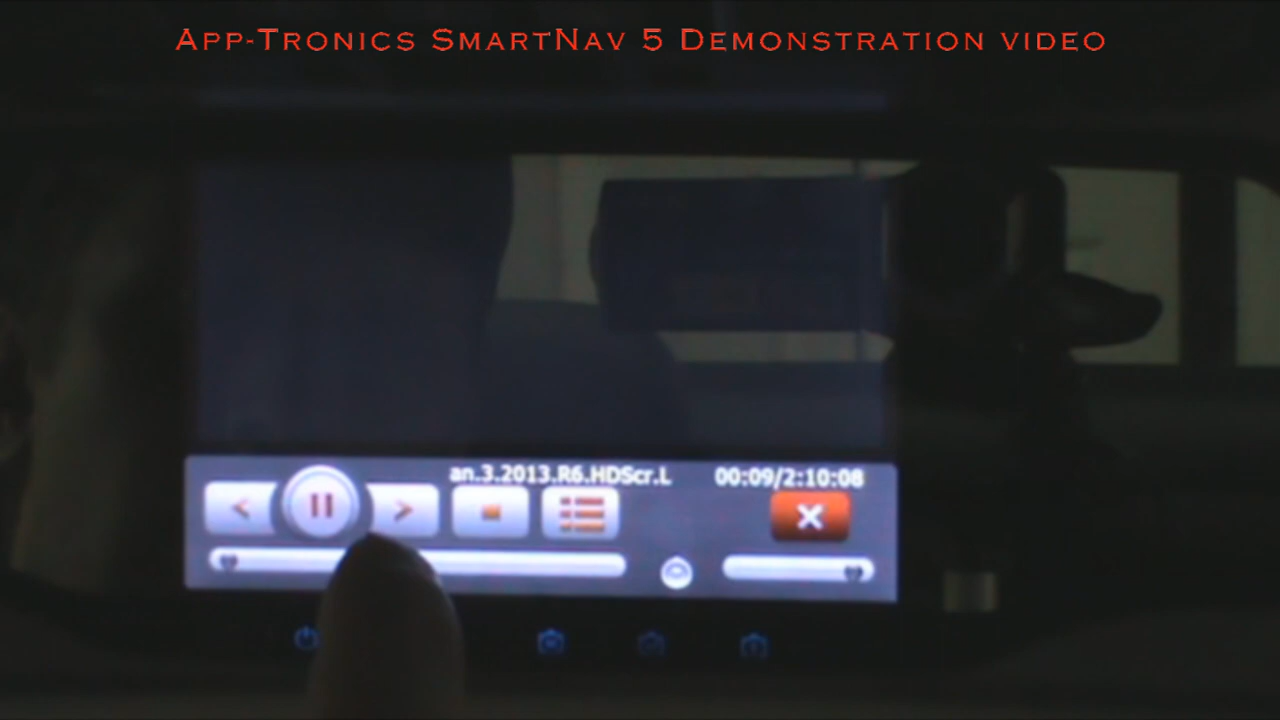 App-Tronics SmartNav 5 Demonstration video
an.3.2013.R6.HDScr.L
00:09/2:10:08